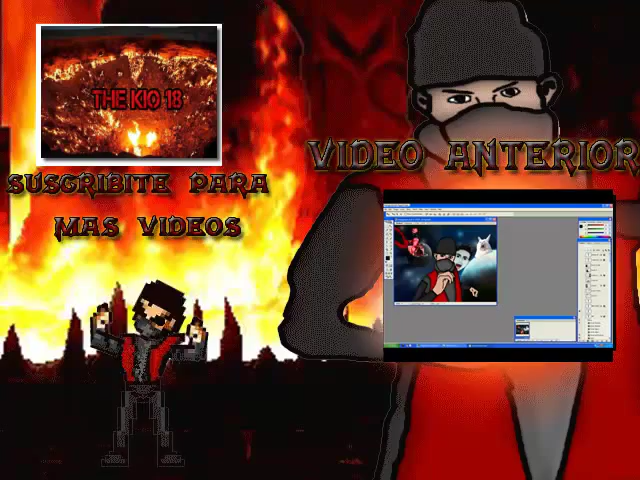 THE KIO 18
SUSCRIBITE PARA
MAS VIDEOS
VIDEO ANTERIOR